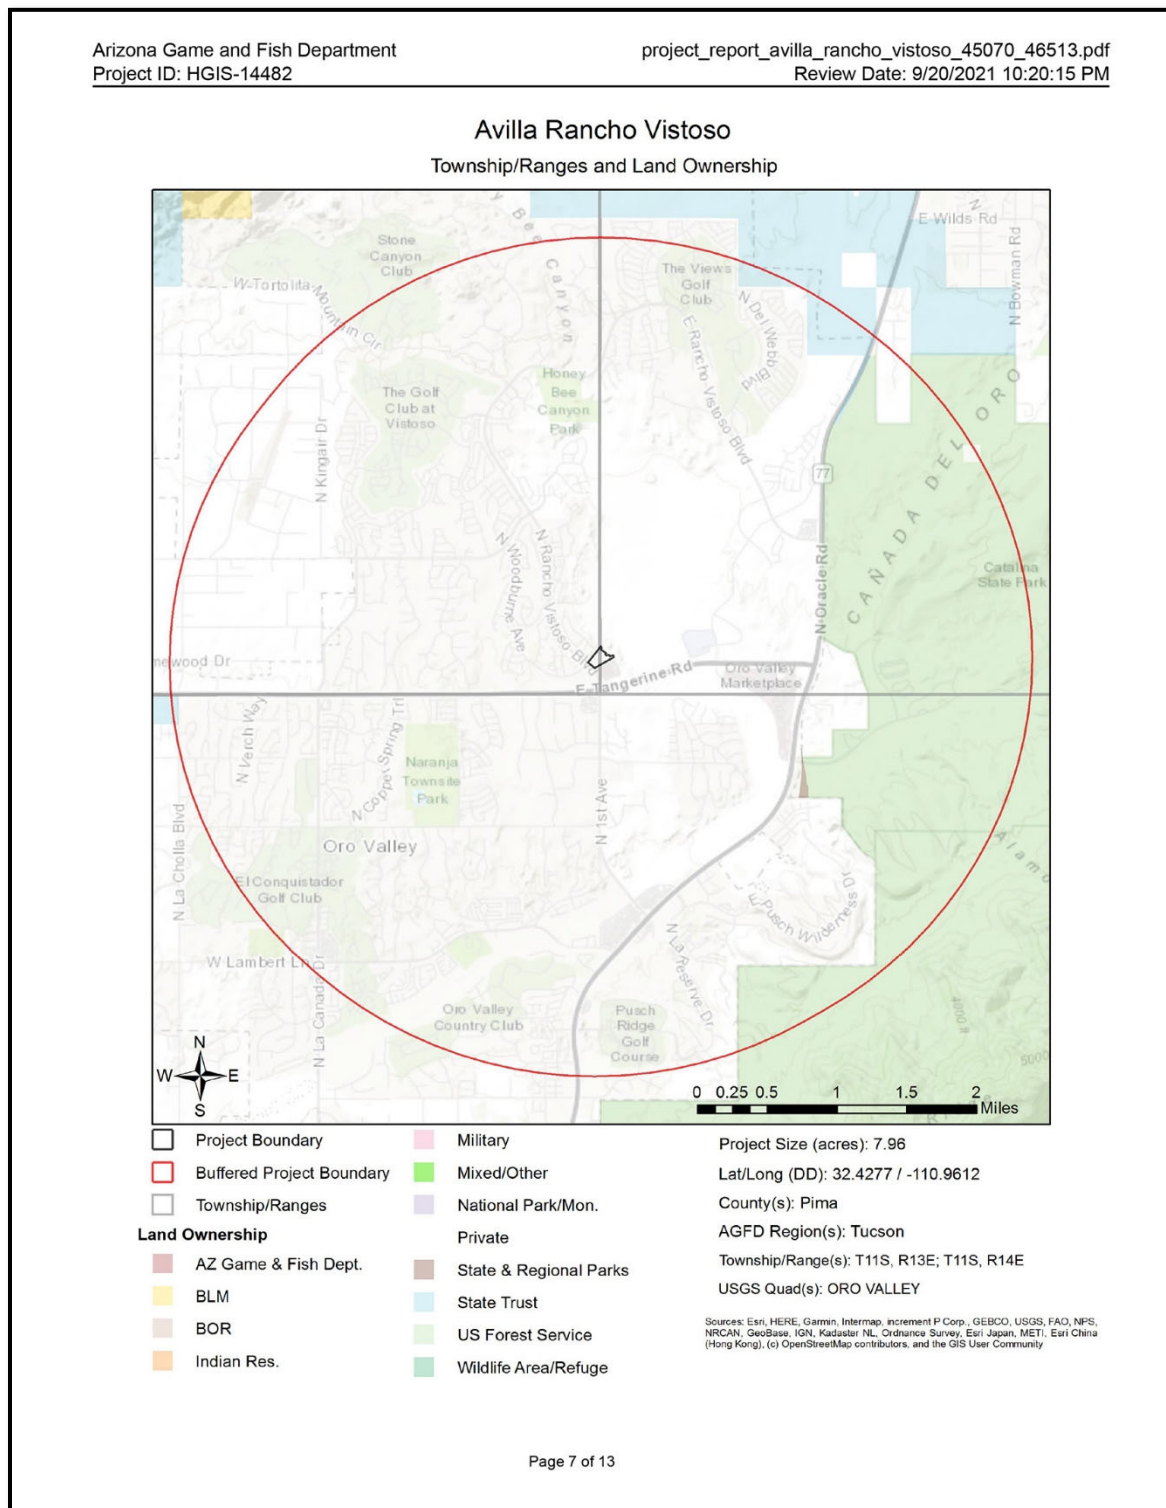 Arizona Game and Fish Department
Project ID: HGIS-14482
project_report_avilla_rancho_vistoso_45070_46513.pdf
Review Date: 9/20/2021 10:20:15 PM
Avilla Rancho Vistoso
Township/Ranges and Land Ownership
y Bee Canyon
E Wilds Rd
N
N Bowman Rd
Stone
Canyon
Club
The Views
Golf
Club
W Tortolita Mountain Cir
N Del Webb Blvd
E Rancho Vistoso Blvd
Honey
Bee
Canyon
Park
The Golf
Club at
Vistoso
N Kingair Dr
CAÑADA DEL ORO
77
N Oracle Rd
N Woodburne Ave
N Rancho Vistoso Blvd
Catalina
State Park
newood Dr
E Tangerine Rd
Oro Valley
Marketplace
N Verch Way
N Copper Spring Trl
Naranja
Townsite
Park
N 1st Ave
N La Cholla Blvd
Oro Valley
Alamo
El Conquistador
Golf Club
E Pusch Wilderness Dr
N La Reserve Dr
W Lambert Ln
N La Canada Dr
Oro Valley
Country Club
Pusch
Ridge
Golf
Course
4000 ft
5000
N
W E
S
0 0.25 0.5 1 1.5 2
Miles
Project Boundary
Buffered Project Boundary
Township/Ranges
Land Ownership
AZ Game & Fish Dept.
BLM
BOR
Indian Res.
Military
Mixed/Other
National Park/Mon.
Private
State & Regional Parks
State Trust
US Forest Service
Wildlife Area/Refuge
Project Size (acres): 7.96
Lat/Long (DD): 32.4277 / -110.9612
County(s): Pima
AGFD Region(s): Tucson
Township/Range(s): T11S, R13E; T11S, R14E
USGS Quad(s): ORO VALLEY
Sources: Esri, HERE, Garmin, Intermap, increment P Corp., GEBCO, USGS, FAO, NPS,
NRCAN, GeoBase, IGN, Kadaster NL, Ordnance Survey, Esri Japan, METI, Esri China
(Hong Kong), (c) OpenStreetMap contributors, and the GIS User Community
Page 7 of 13